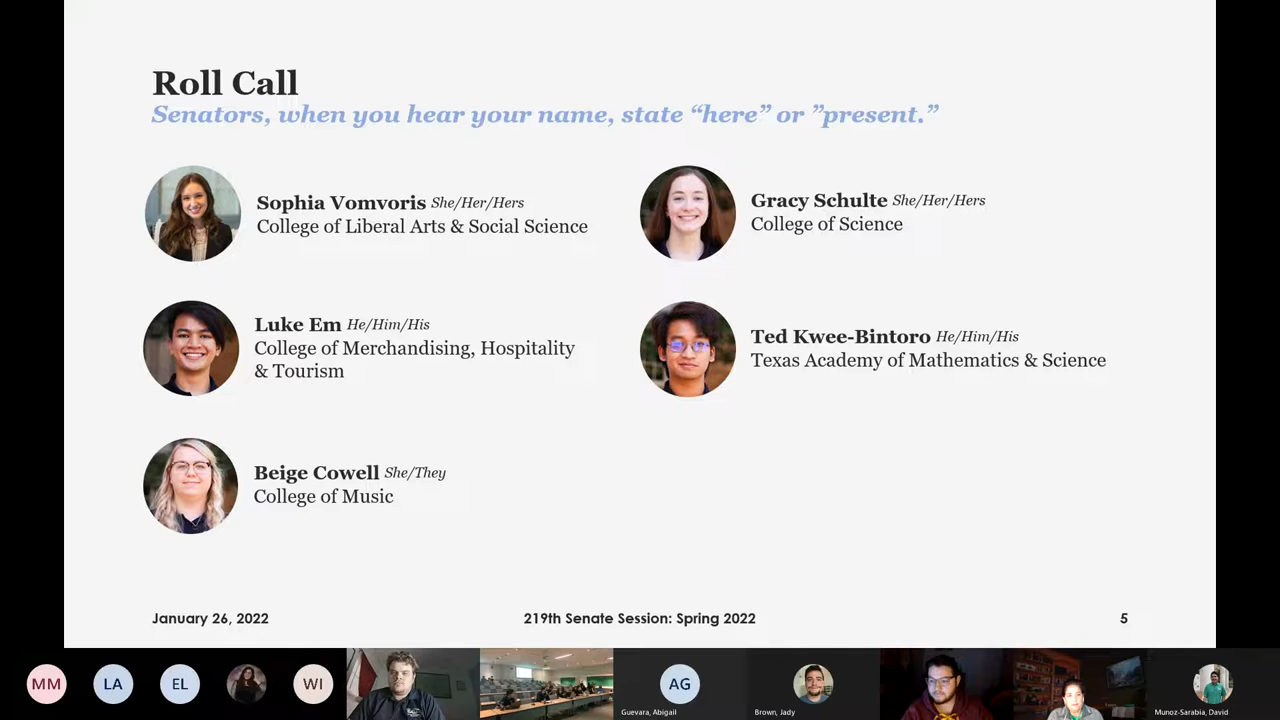 Roll Call
Senators, when you hear your name, state “here” or ”present.”
Sophia Vomvoris She/Her/Hers
College of Liberal Arts & Social Science
Gracy Schulte She/Her/Hers
College of Science
Luke Em He/Him/His
College of Merchandising, Hospitality
& Tourism
Ted Kwee-Bintoro He/Him/His
Texas Academy of Mathematics & Science
Beige Cowell She/They
College of Music
January 26, 2022
219th Senate Session: Spring 2022
5
MM
LA
EL
WI
AG
Guevara, Abigail
Brown, Jady
Munoz-Sarabia, David